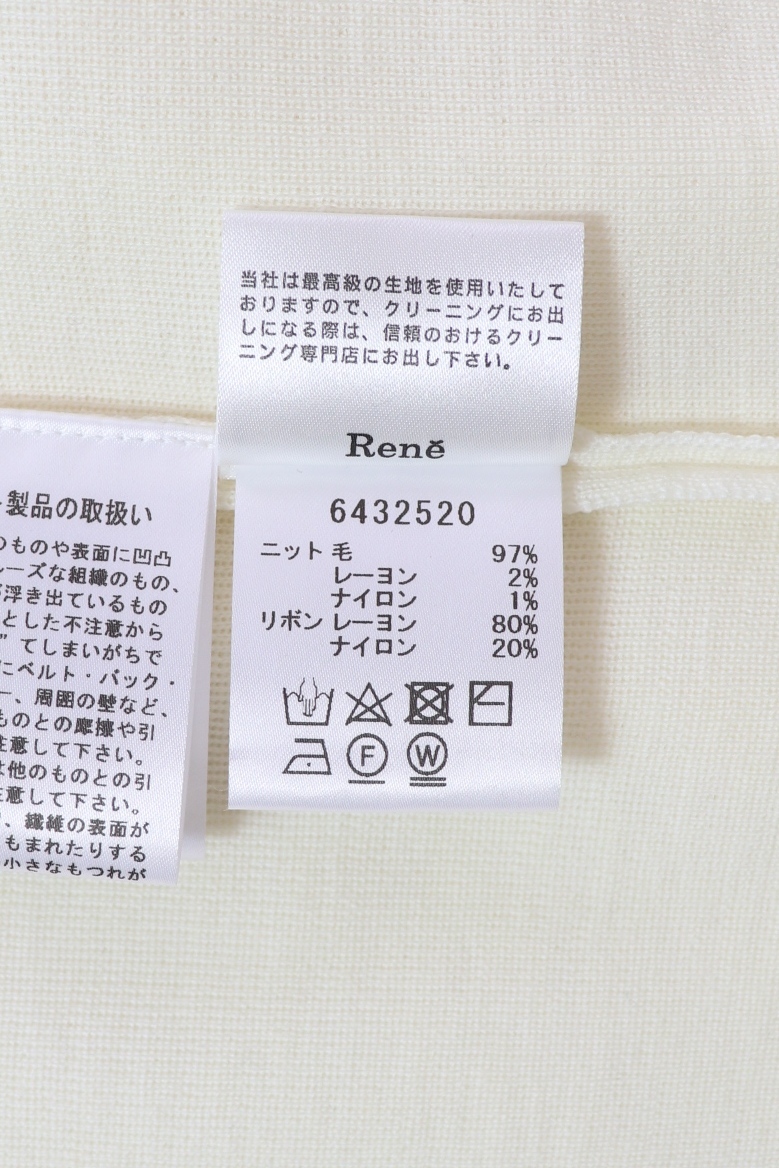 当社は最高級の生地を使用いたして
おりますので、クリーニングにお出
しになる際は、信頼のおけるクリー
ニング専門店にお出し下さい。
Renĕ
6432520
ニット 毛 97%
レーヨン 2%
ナイロン 1%
リボン レーヨン 80%
ナイロン 20%
F
W
製品の取扱い
のものや表面に凹凸
ルーズな組織のもの、
浮き出ているもの
とした不注意から
” てしまいがちで
にベルト・バック・
ー、周囲の壁など、
ものとの摩擦や引
注意して下さい。
は他のものとの引
注意して下さい。
、繊維の表面が
もまれたりする
小さなもつれが